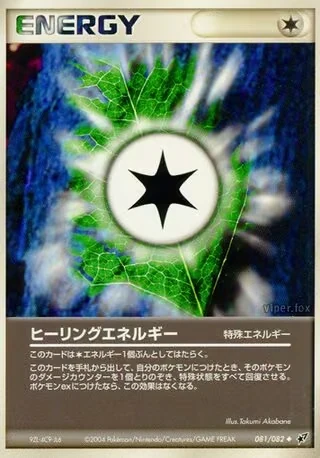 ENERGY
viper.fox
ヒーリングエネルギー 特殊エネルギー
このカードは✶エネルギー1個ぶんとしてはたらく。
このカードを手札から出して、自分のポケモンにつけたとき、そのポケモン
のダメージカウンターを1個とりのぞき、特殊状態をすべて回復させる。
ポケモンexにつけたなら、この効果はなくなる。
Illus. Takumi Akabane
9ZL-4C9-JL6 ©2004 Pokémon/Nintendo/Creatures/GAME FREAK 081/082 ◆